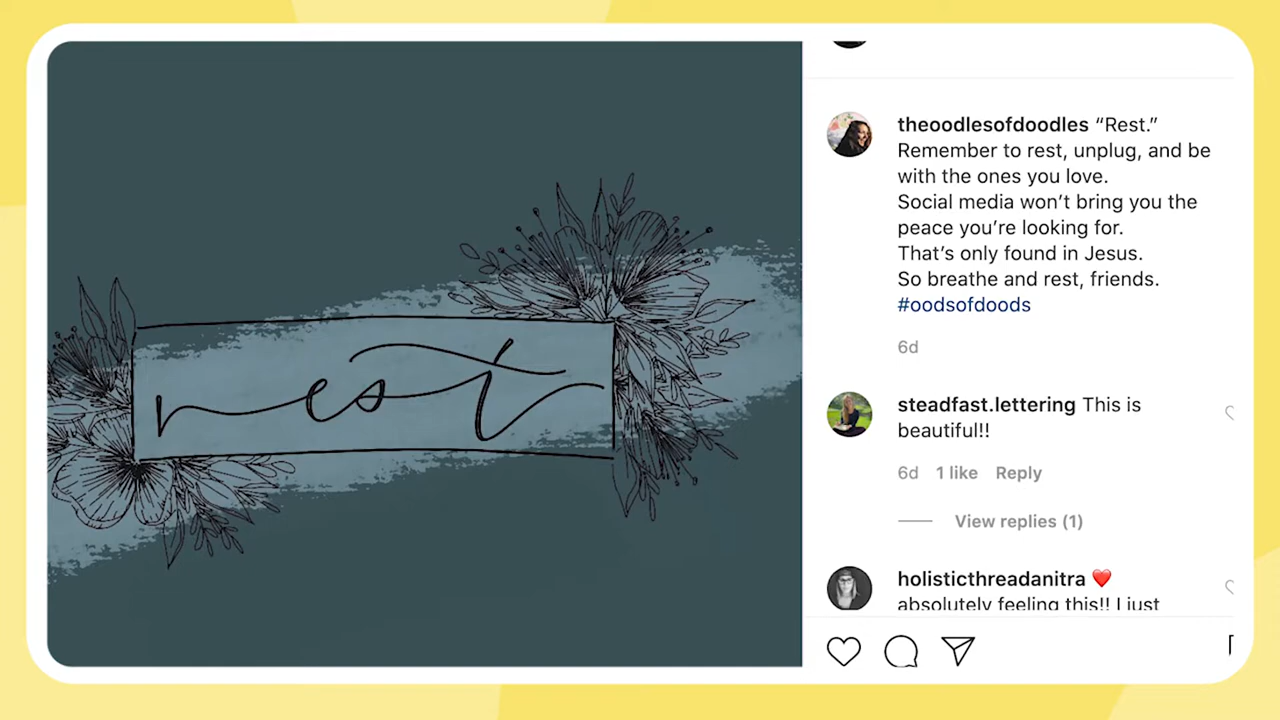 rest
theoodlesofdoodles “Rest.”
Remember to rest, unplug, and be
with the ones you love.
Social media won’t bring you the
peace you’re looking for.
That’s only found in Jesus.
So breathe and rest, friends.
#oodsofdoods
6d
steadfast.lettering This is
beautiful!!
6d 1 like Reply
View replies (1)
holisticthreadanitra ❤️
absolutely feeling this!! I just